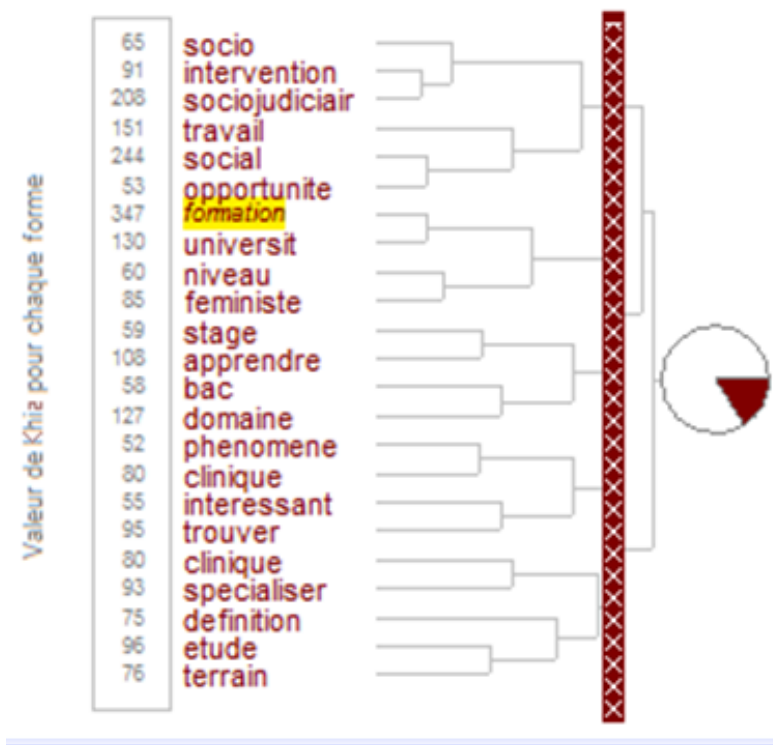 Valeur de Khi2 pour chaque forme
65 socio
91 intervention
208 sociojudiciair
151 travail
244 social
53 opportunite
347 formation
130 universit
60 niveau
85 feministe
59 stage
108 apprendre
58 bac
127 domaine
52 phenomene
80 clinique
55 interessant
95 trouver
80 clinique
93 specialiser
75 definition
96 etude
76 terrain